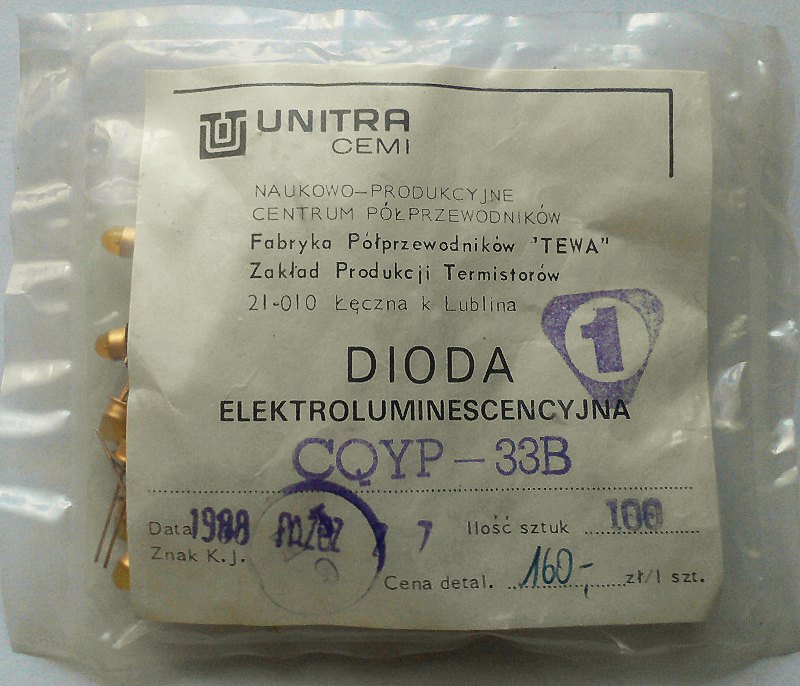 UNITRA
CEMI
NAUKOWO-PRODUKCYJNE
CENTRUM PÓŁPRZEWODNIKÓW
Fabryka Półprzewodników 'TEWA"
Zakład Produkcji Termistorów
21-010 Łęczna k Lublina
1
DIODA
ELEKTROLUMINESCENCYJNA
CQYP-33B
Data 1988 7 Ilość sztuk 100
Znak K.J.
Cena detal. 160,- zł/1 szt.